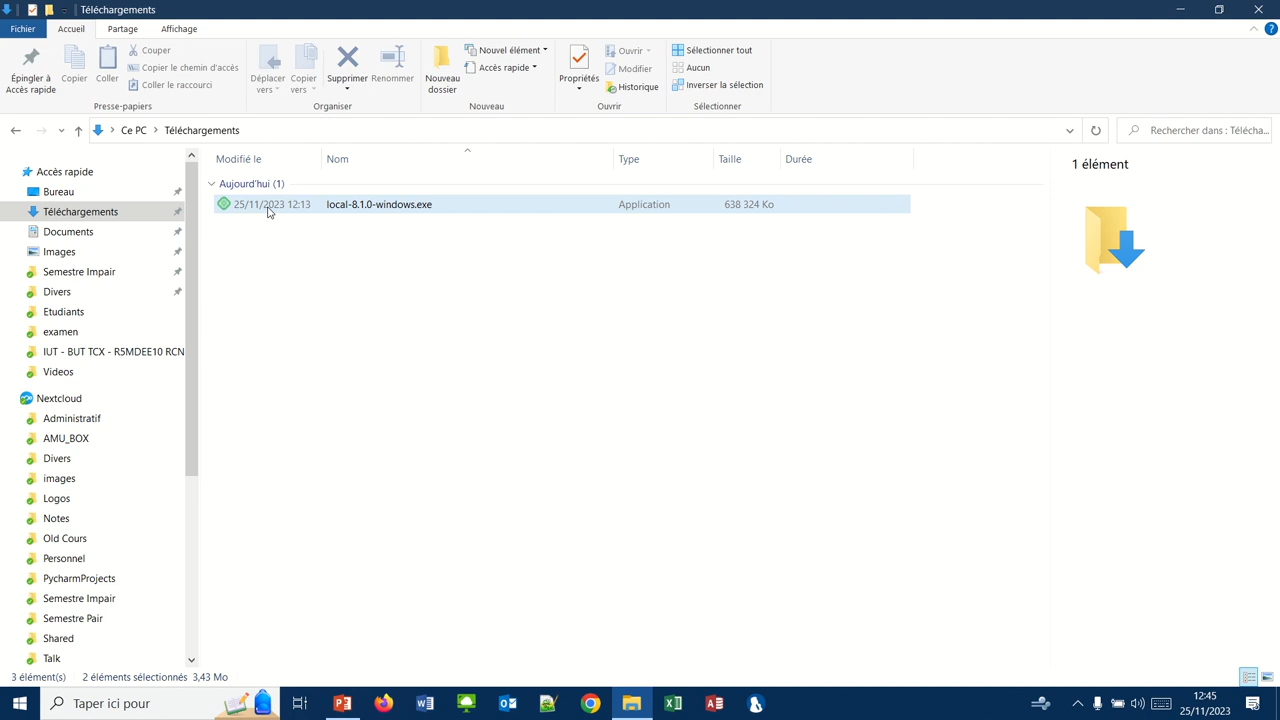 Téléchargements
Fichier Accueil Partage Affichage
Épingler à Accès rapide
Copier
Coller
Couper
Copier le chemin d'accès
Coller le raccourci
Presse-papiers
Déplacer vers
Copier vers
Supprimer
Renommer
Organiser
Nouveau dossier
Nouvel élément
Accès rapide
Nouveau
Propriétés
Ouvrir
Modifier
Historique
Ouvrir
Sélectionner tout
Aucun
Inverser la sélection
Sélectionner
Ce PC > Téléchargements
Rechercher dans : Télécha...
Modifié le Nom Type Taille Durée
Aujourd'hui (1)
25/11/2023 12:13 local-8.1.0-windows.exe Application 638 324 Ko
1 élément
Accès rapide
Bureau
Téléchargements
Documents
Images
Semestre Impair
Divers
Etudiants
examen
IUT - BUT TCX - R5MDEE10 RCN
Videos
Nextcloud
Administratif
AMU_BOX
Divers
images
Logos
Notes
Old Cours
Personnel
PycharmProjects
Semestre Impair
Semestre Pair
Shared
Talk
3 élément(s) 2 éléments sélectionnés 3,43 Mo
Taper ici pour
12:45
25/11/2023